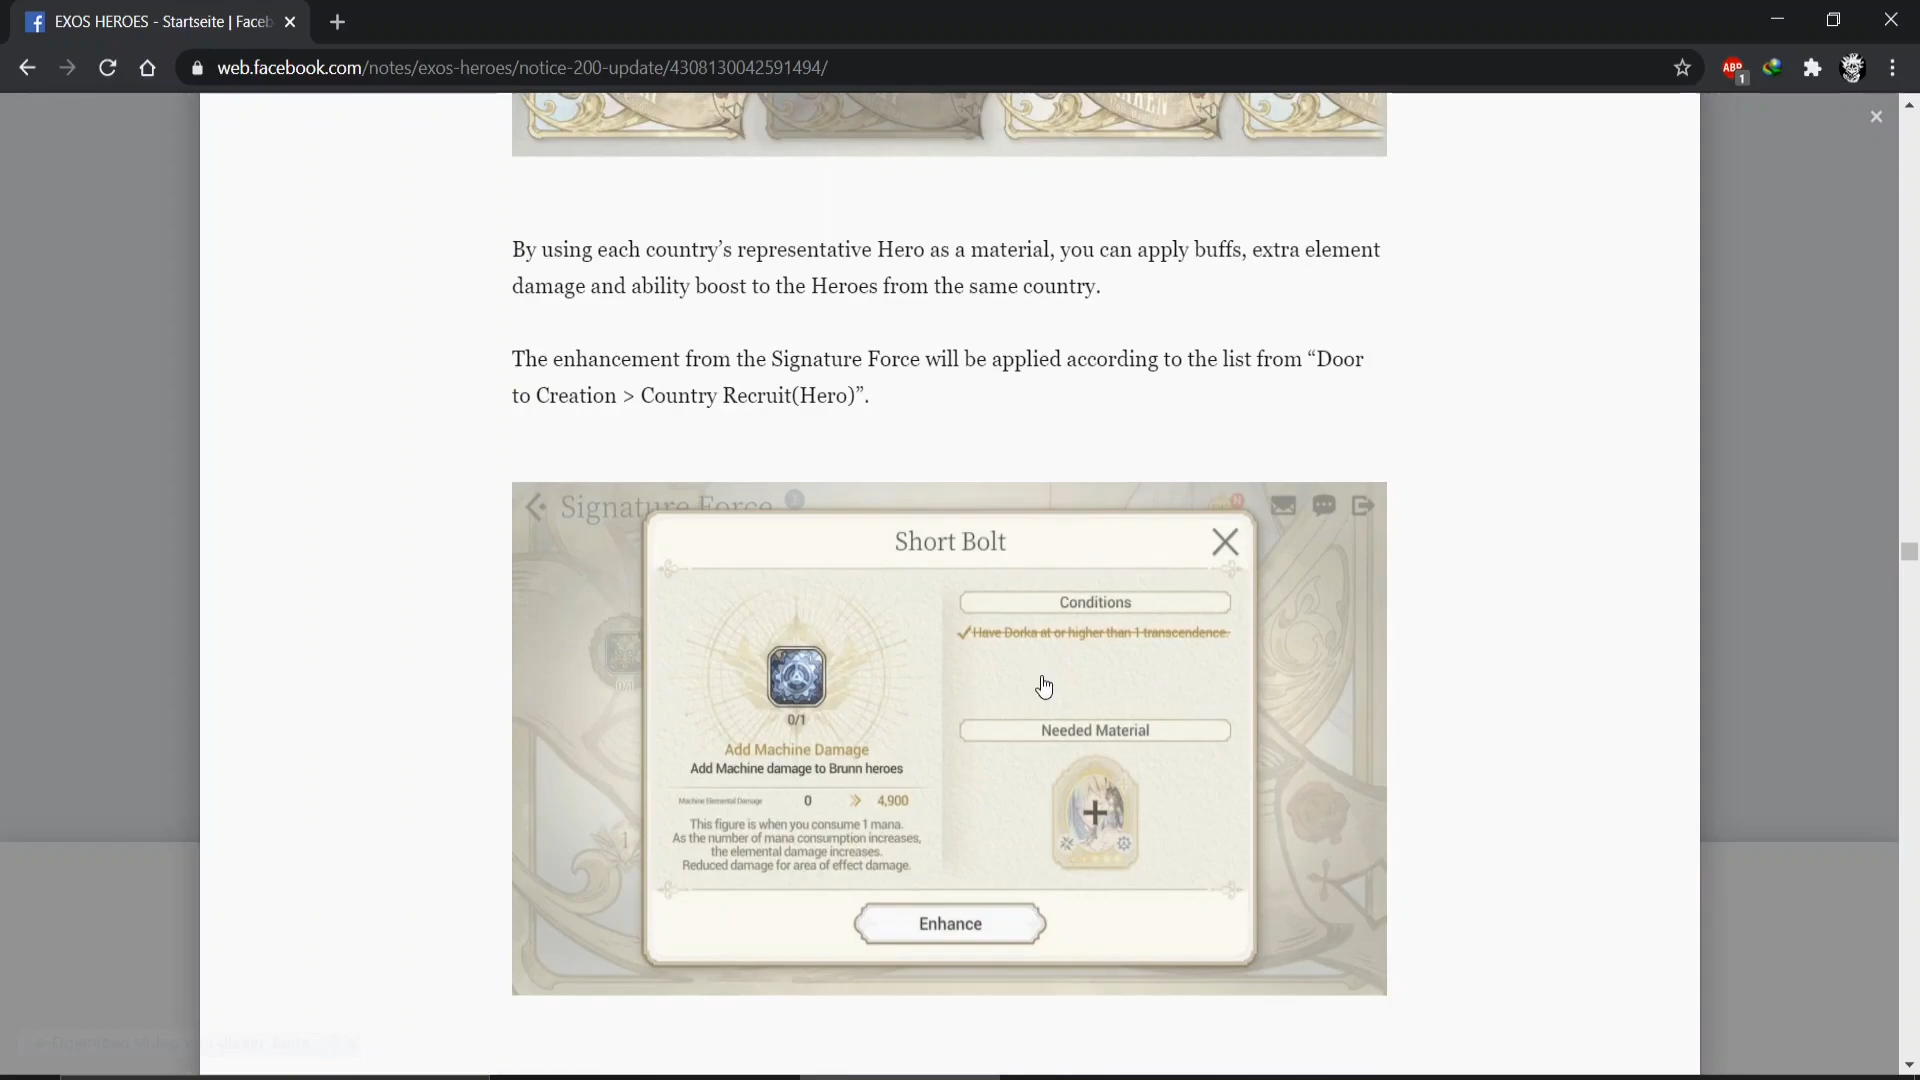 EXOS HEROES - Startseite | Faceb
web.facebook.com/notes/exos-heroes/notice-200-update/4308130042591494/
ABP
1
By using each country’s representative Hero as a material, you can apply buffs, extra element
damage and ability boost to the Heroes from the same country.
The enhancement from the Signature Force will be applied according to the list from “Door
to Creation > Country Recruit(Hero)”.
Signature Force
N
Short Bolt
Conditions
Have Dorka at or higher than 1 transcendence.
0/1
0/1
Needed Material
Add Machine Damage
Add Machine damage to Brunn heroes
Machine Elemental Damage 0 4,900
This figure is when you consume 1 mana.
As the number of mana consumption increases,
the elemental damage increases.
Reduced damage for area of effect damage.
1
Enhance